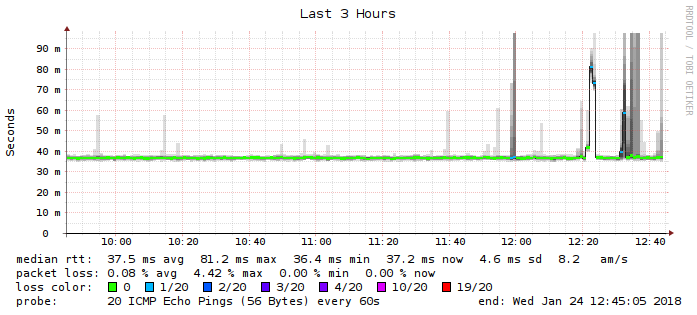 Last 3 Hours
RRDTOOL / TOBI OETIKER
Seconds
90 m
80 m
70 m
60 m
50 m
40 m
30 m
20 m
10 m
0
10:00 10:20 10:40 11:00 11:20 11:40 12:00 12:20 12:40
median rtt: 37.5 ms avg 81.2 ms max 36.4 ms min 37.2 ms now 4.6 ms sd 8.2 am/s
packet loss: 0.08 % avg 4.42 % max 0.00 % min 0.00 % now
loss color: 0 1/20 2/20 3/20 4/20 10/20 19/20
probe: 20 ICMP Echo Pings (56 Bytes) every 60s end: Wed Jan 24 12:45:05 2018